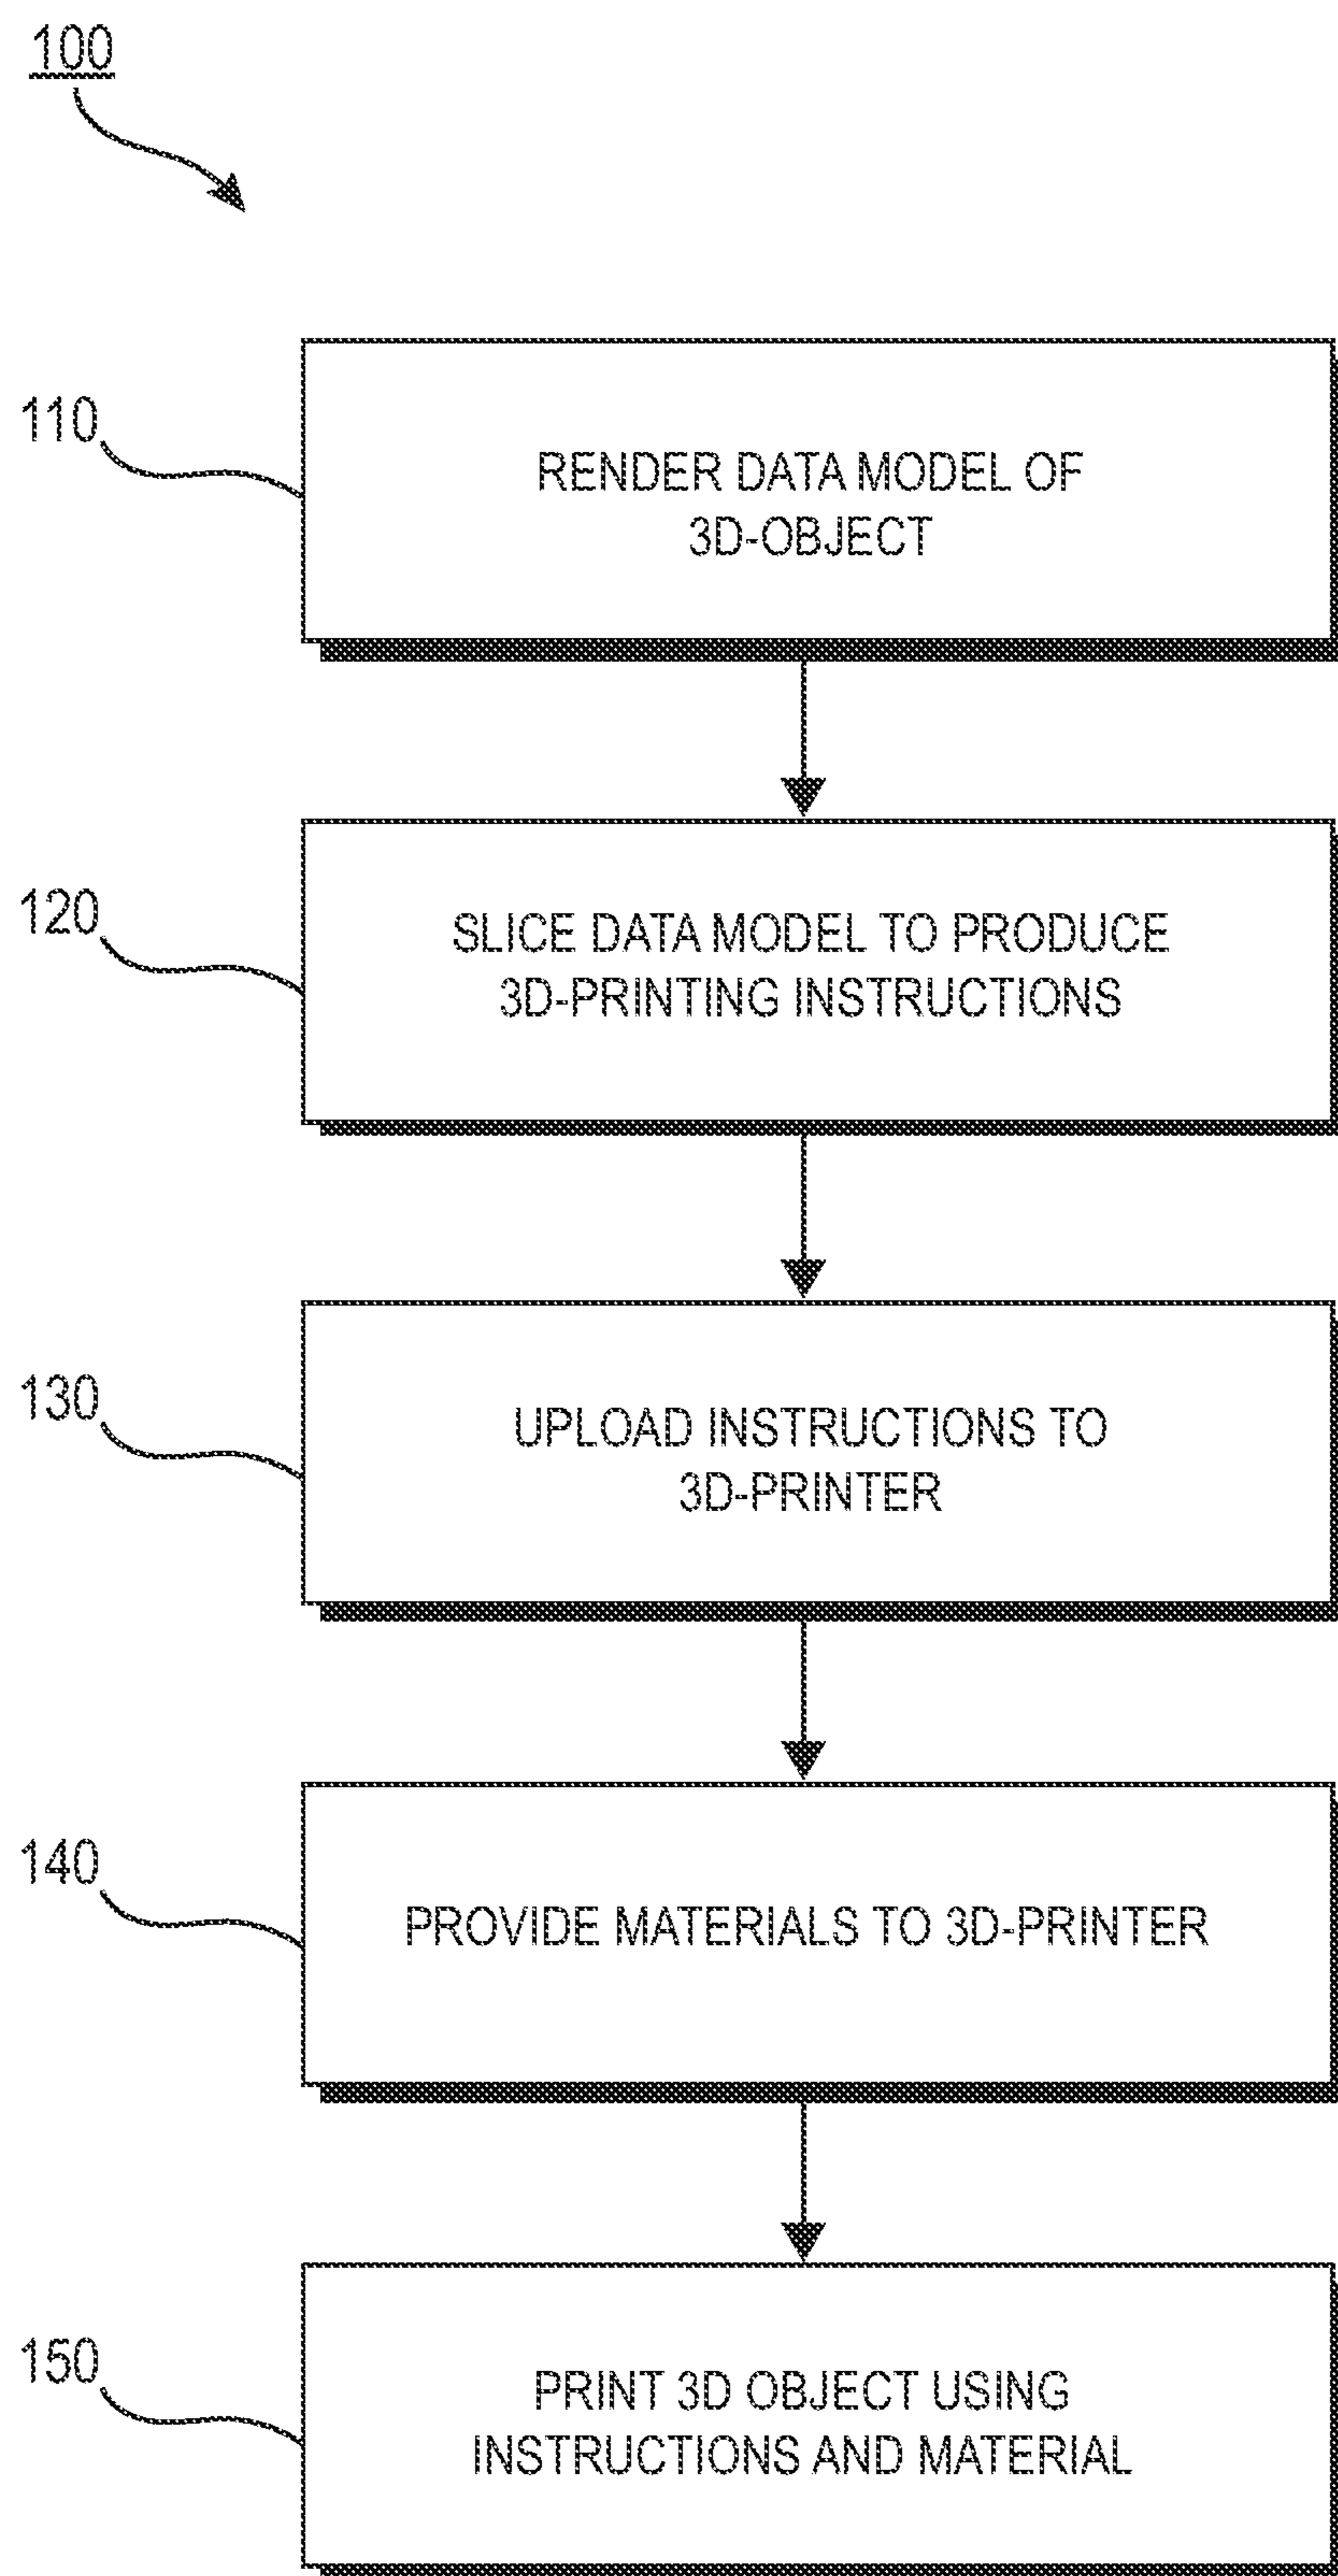 100
110
RENDER DATA MODEL OF
3D-OBJECT
120
SLICE DATA MODEL TO PRODUCE
3D-PRINTING INSTRUCTIONS
130
UPLOAD INSTRUCTIONS TO
3D-PRINTER
140
PROVIDE MATERIALS TO 3D-PRINTER
150
PRINT 3D OBJECT USING
INSTRUCTIONS AND MATERIAL